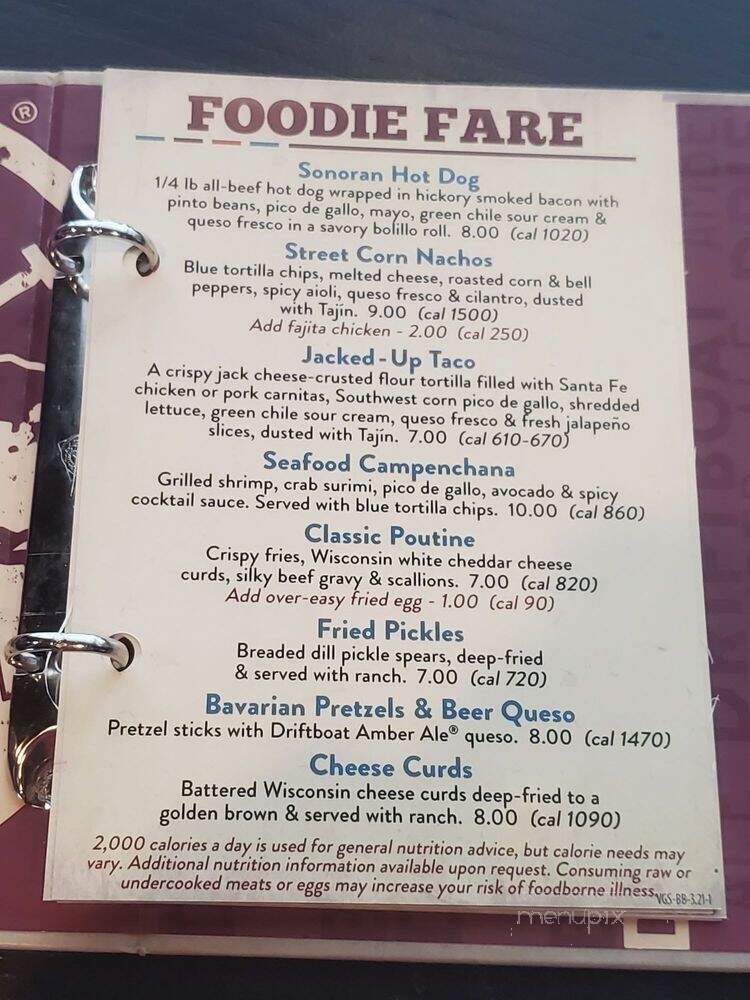 ®
FOODIE FARE
Sonoran Hot Dog
1/4 lb all-beef hot dog wrapped in hickory smoked bacon with
pinto beans, pico de gallo, mayo, green chile sour cream &
queso fresco in a savory bolillo roll. 8.00 (cal 1020)
Street Corn Nachos
Blue tortilla chips, melted cheese, roasted corn & bell
peppers, spicy aioli, queso fresco & cilantro, dusted
with Tajín. 9.00 (cal 1500)
Add fajita chicken - 2.00 (cal 250)
Jacked-Up Taco
A crispy jack cheese-crusted flour tortilla filled with Santa Fe
chicken or pork carnitas, Southwest corn pico de gallo, shredded
lettuce, green chile sour cream, queso fresco & fresh jalapeño
slices, dusted with Tajín. 7.00 (cal 610-670)
Seafood Campenchana
Grilled shrimp, crab surimi, pico de gallo, avocado & spicy
cocktail sauce. Served with blue tortilla chips. 10.00 (cal 860)
Classic Poutine
Crispy fries, Wisconsin white cheddar cheese
curds, silky beef gravy & scallions. 7.00 (cal 820)
Add over-easy fried egg - 1.00 (cal 90)
Fried Pickles
Breaded dill pickle spears, deep-fried
& served with ranch. 7.00 (cal 720)
Bavarian Pretzels & Beer Queso
Pretzel sticks with Driftboat Amber Ale® queso. 8.00 (cal 1470)
Cheese Curds
Battered Wisconsin cheese curds deep-fried to a
golden brown & served with ranch. 8.00 (cal 1090)
2,000 calories a day is used for general nutrition advice, but calorie needs may
vary. Additional nutrition information available upon request. Consuming raw or
undercooked meats or eggs may increase your risk of foodborne illness.
VGS-BB-3.21-1
menupix